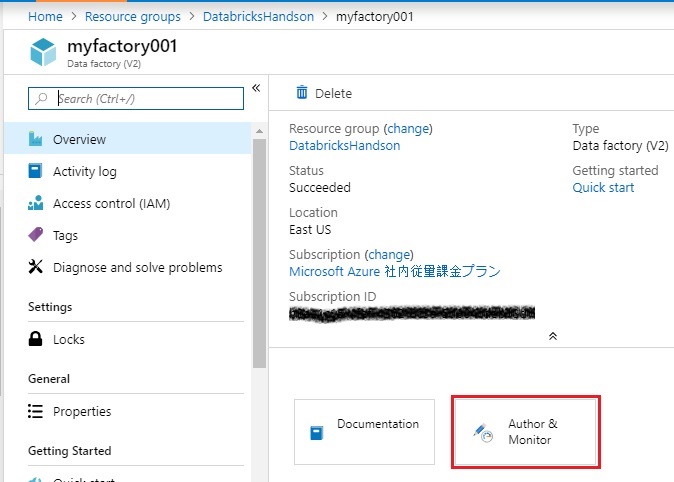 Home > Resource groups > DatabricksHandson > myfactory001
myfactory001
Data factory (V2)
Search (Ctrl+/)
Overview
Activity log
Access control (IAM)
Tags
Diagnose and solve problems
Settings
Locks
General
Properties
Getting Started
Quick start
Delete
Resource group (change)
DatabricksHandson
Status
Succeeded
Location
East US
Subscription (change)
Microsoft Azure 社内従量課金プラン
Subscription ID
Type
Data factory (V2)
Getting started
Quick start
Documentation
Author &
Monitor